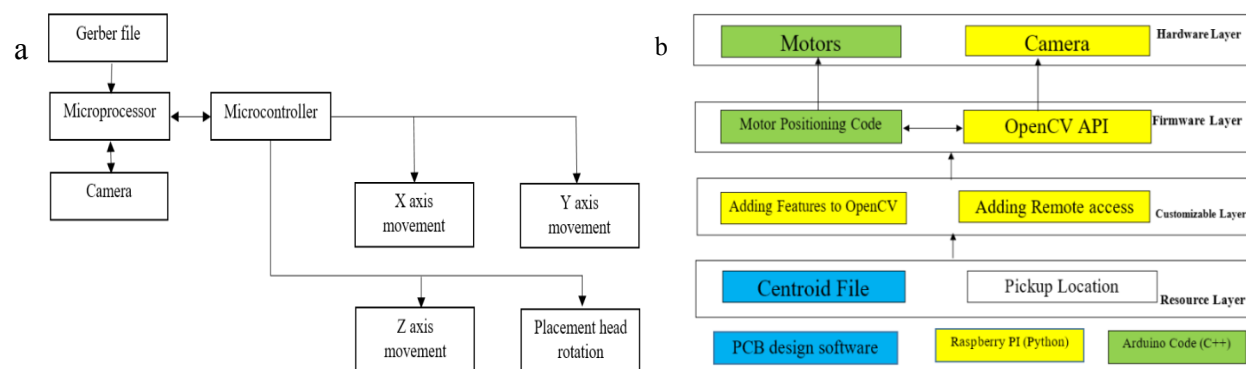 a
Gerber file
Microprocessor
Microcontroller
Camera
X axis
movement
Y axis
movement
Z axis
movement
Placement head
rotation
b
Motors
Camera
Hardware Layer
Motor Positioning Code
OpenCV API
Firmware Layer
Adding Features to OpenCV
Adding Remote access
Customizable Layer
Centroid File
Pickup Location
Resource Layer
PCB design software
Raspberry PI (Python)
Arduino Code (C++)